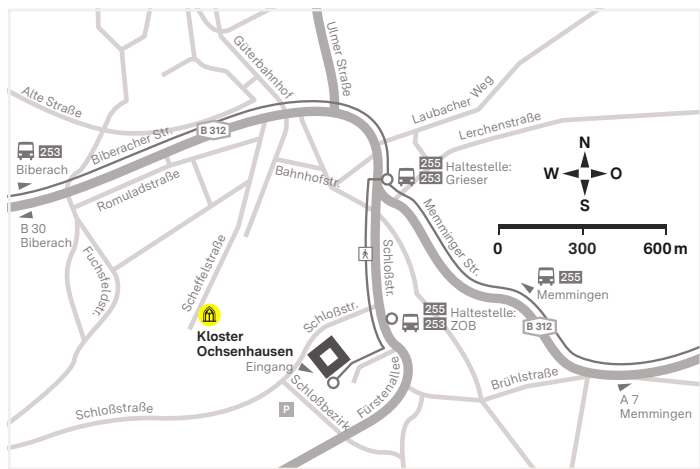 Ulmer Straße
Güterbahnhof
Alte Straße
Laubacher Weg
Lerchenstraße
B 312
Biberacher Str.
253
Biberach
Romuladstraße
Bahnhofstr.
255
253
Haltestelle:
Grieser
N
W
O
S
0
300
600 m
B 30
Biberach
Fuchsfeldstr.
Scheffelstraße
Schloßstr.
Memminger Str.
255
Memmingen
Schloßstr.
255
253
Haltestelle:
ZOB
B 312
Kloster
Ochsenhausen
Eingang
Brühlstraße
Schloßstraße
P
Schloßbezirk
Fürstenallee
A 7
Memmingen